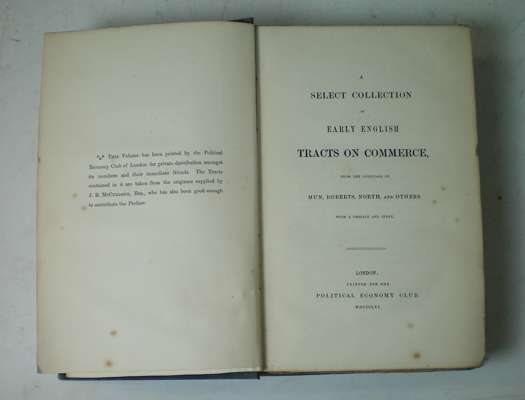 *** This Volume has been printed by the Political
Economy Club of London for private distribution amongst
its members and their immediate friends. The Tracts
contained in it are taken from the originals supplied by
J. R. McCulloch, Esq., who has also been good enough
to contribute the Preface.
A
SELECT COLLECTION
OF
EARLY ENGLISH
TRACTS ON COMMERCE,
FROM THE ORIGINALS OF
MUN, ROBERTS, NORTH, AND OTHERS
WITH A PREFACE AND INDEX.
LONDON:
PRINTED FOR THE
POLITICAL ECONOMY CLUB.
MDCCCLVI.